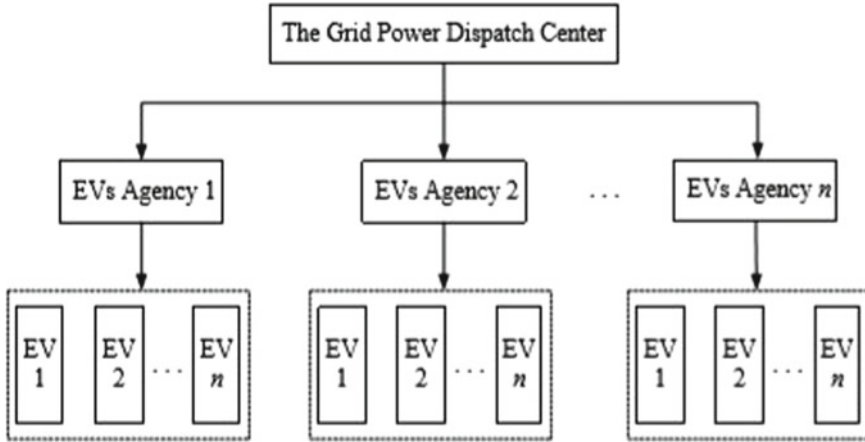 The Grid Power Dispatch Center
EVs Agency 1
EVs Agency 2
...
EVs Agency n
EV
1
EV
2
...
EV
n
EV
1
EV
2
...
EV
n
EV
1
EV
2
...
EV
n